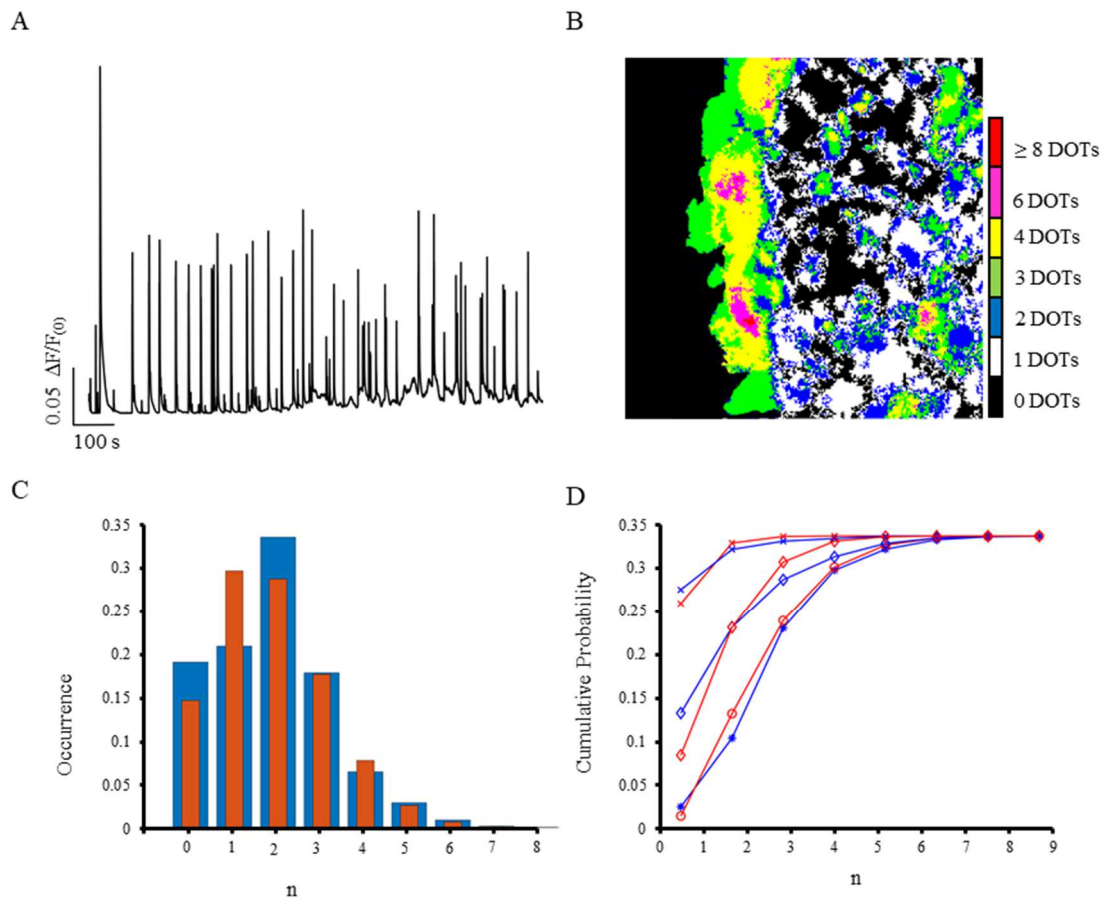 A
0.05 ΔF/F(0)
100 s
B
≥ 8 DOTs
6 DOTs
4 DOTs
3 DOTs
2 DOTs
1 DOTs
0 DOTs
C
Occurrence
0.35
0.3
0.25
0.2
0.15
0.1
0.05
0
0 1 2 3 4 5 6 7 8
n
D
Cumulative Probability
0.35
0.3
0.25
0.2
0.15
0.1
0.05
0
0 1 2 3 4 5 6 7 8 9
n